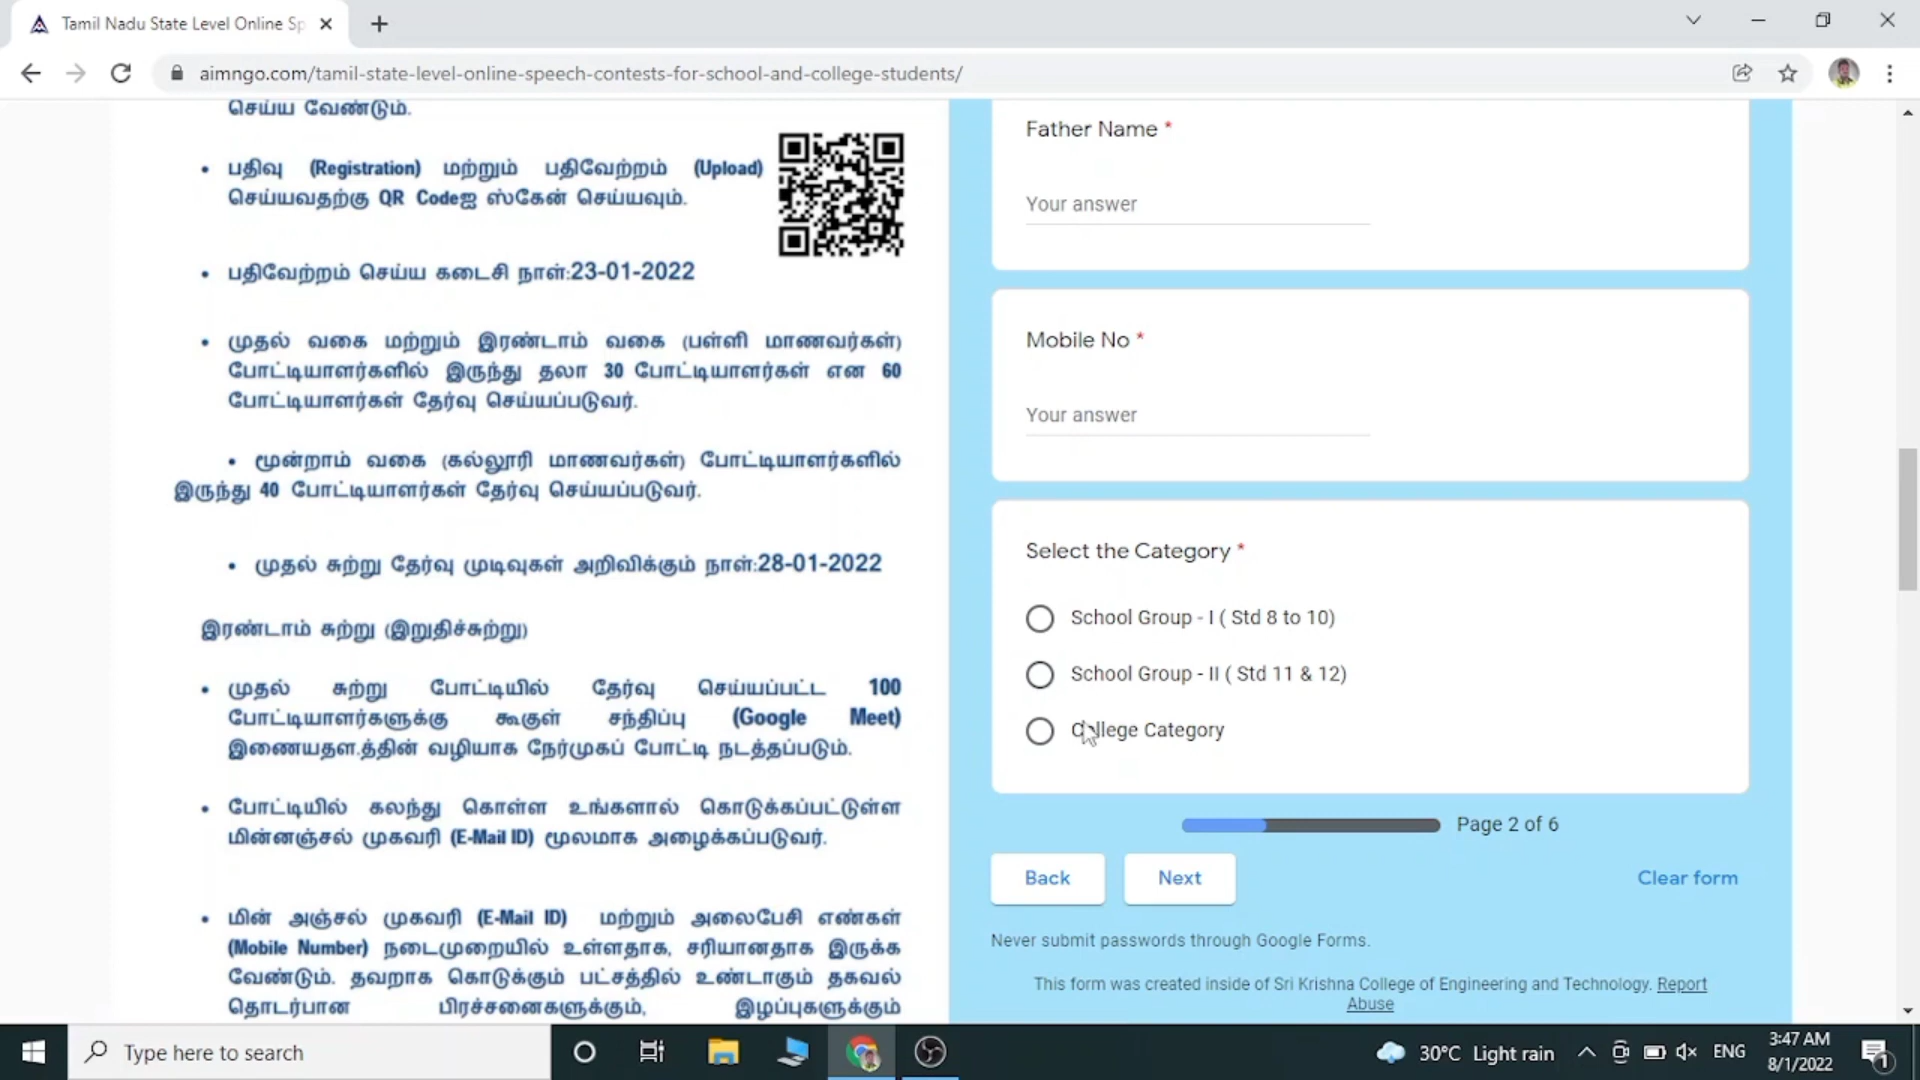 Tamil Nadu State Level Online Sp
aimngo.com/tamil-state-level-online-speech-contests-for-school-and-college-students/
செய்ய வேண்டும்.
• பதிவு (Registration) மற்றும் பதிவேற்றம் (Upload)
செய்யவதற்கு QR Codeஐ ஸ்கேன் செய்யவும்.
• பதிவேற்றம் செய்ய கடைசி நாள்:23-01-2022
• முதல் வகை மற்றும் இரண்டாம் வகை (பள்ளி மாணவர்கள்)
போட்டியாளர்களில் இருந்து தலா 30 போட்டியாளர்கள் என 60
போட்டியாளர்கள் தேர்வு செய்யப்படுவர்.
• மூன்றாம் வகை (கல்லூரி மாணவர்கள்) போட்டியாளர்களில்
இருந்து 40 போட்டியாளர்கள் தேர்வு செய்யப்படுவர்.
• முதல் சுற்று தேர்வு முடிவுகள் அறிவிக்கும் நாள்:28-01-2022
இரண்டாம் சுற்று (இறுதிச்சுற்று)
• முதல் சுற்று போட்டியில் தேர்வு செய்யப்பட்ட 100
போட்டியாளர்களுக்கு கூகுள் சந்திப்பு (Google Meet)
இணையதள.த்தின் வழியாக நேர்முகப் போட்டி நடத்தப்படும்.
• போட்டியில் கலந்து கொள்ள உங்களால் கொடுக்கப்பட்டுள்ள
மின்னஞ்சல் முகவரி (E-Mail ID) மூலமாக அழைக்கப்படுவர்.
• மின் அஞ்சல் முகவரி (E-Mail ID) மற்றும் அலைபேசி எண்கள்
(Mobile Number) நடைமுறையில் உள்ளதாக, சரியானதாக இருக்க
வேண்டும். தவறாக கொடுக்கும் பட்சத்தில் உண்டாகும் தகவல்
தொடர்பான பிரச்சனைகளுக்கும், இழப்புகளுக்கும்
Father Name *
Your answer
Mobile No *
Your answer
Select the Category *
School Group - I ( Std 8 to 10)
School Group - II ( Std 11 & 12)
College Category
Page 2 of 6
Back Next Clear form
Never submit passwords through Google Forms.
This form was created inside of Sri Krishna College of Engineering and Technology. Report
Abuse
Type here to search
30°C Light rain
ENG
3:47 AM
8/1/2022
1